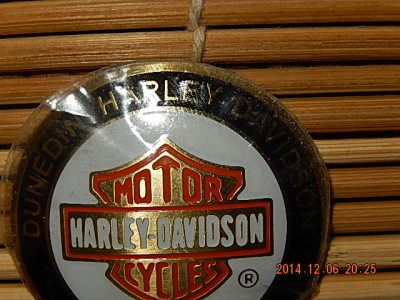 DUNEDIN HARLEY DAVIDSON
MOTOR
HARLEY-DAVIDSON
CYCLES
®
2014.12.06 20:25